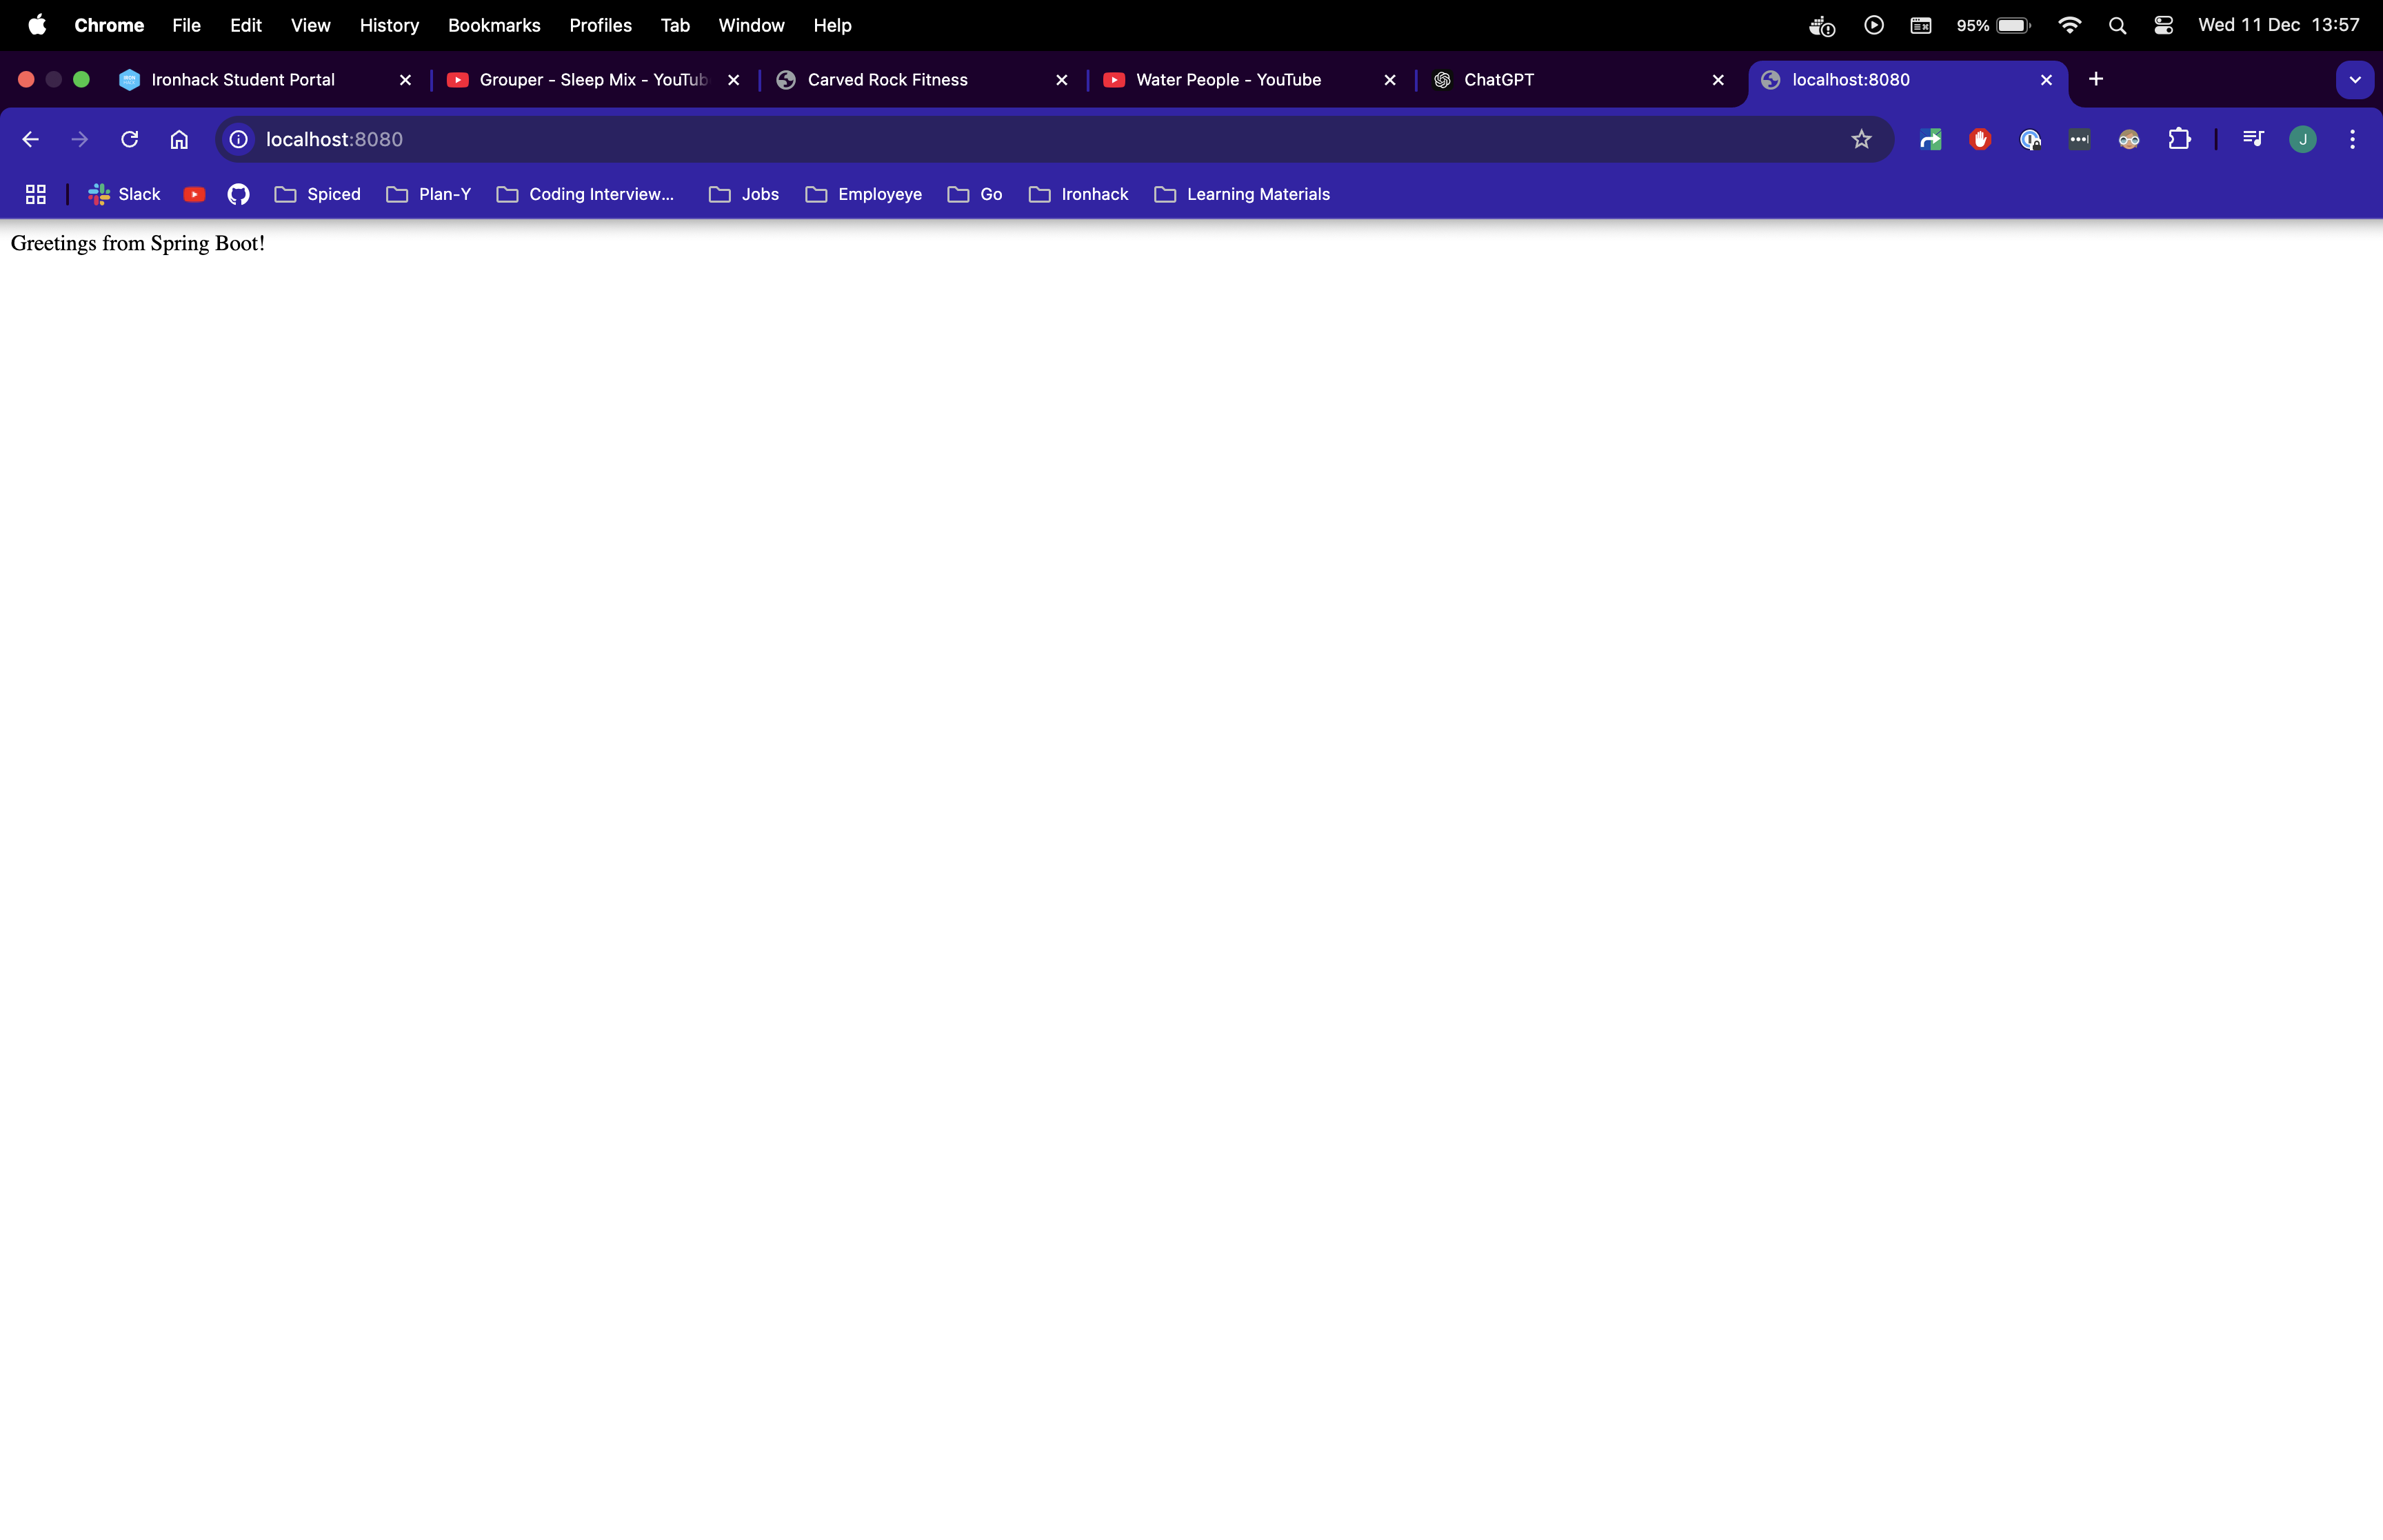 Chrome File Edit View History Bookmarks Profiles Tab Window Help 95% Wed 11 Dec 13:57
Ironhack Student Portal Grouper - Sleep Mix - YouTub Carved Rock Fitness Water People - YouTube ChatGPT localhost:8080
localhost:8080 J
Slack Spiced Plan-Y Coding Interview... Jobs Employeye Go Ironhack Learning Materials
Greetings from Spring Boot!